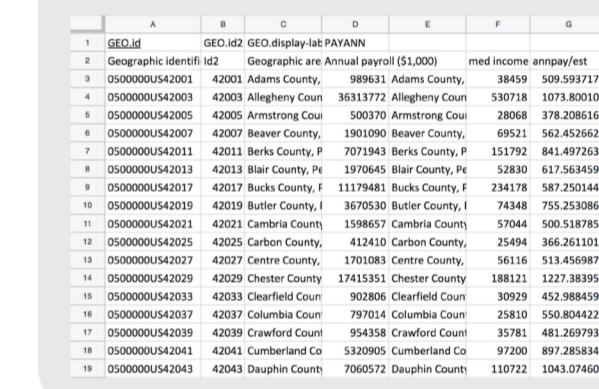 A B C D E F G
1 GEO.id GEO.id2 GEO.display-lab PAYANN
2 Geographic identifi Id2 Geographic are Annual payroll ($1,000) med income annpay/est
3 0500000US42001 42001 Adams County, 989631 Adams County, 38459 509.593717
4 0500000US42003 42003 Allegheny Coun 36313772 Allegheny Coun 530718 1073.80010
5 0500000US42005 42005 Armstrong Cou 500370 Armstrong Cou 28068 378.208616
6 0500000US42007 42007 Beaver County, 1901090 Beaver County, 69521 562.452662
7 0500000US42011 42011 Berks County, P 7071943 Berks County, P 151792 841.497263
8 0500000US42013 42013 Blair County, Pe 1970645 Blair County, Pe 52830 617.563459
9 0500000US42017 42017 Bucks County, P 11179481 Bucks County, P 234178 587.250144
10 0500000US42019 42019 Butler County, 3670530 Butler County, 74348 755.253086
11 0500000US42021 42021 Cambria County 1598657 Cambria County 57044 500.518785
12 0500000US42025 42025 Carbon County, 412410 Carbon County, 25494 366.261101
13 0500000US42027 42027 Centre County, 1701083 Centre County, 56116 513.456987
14 0500000US42029 42029 Chester County 17415351 Chester County 188121 1227.38395
15 0500000US42033 42033 Clearfield Coun 902806 Clearfield Coun 30929 452.988459
16 0500000US42037 42037 Columbia Coun 797014 Columbia Coun 25810 550.804422
17 0500000US42039 42039 Crawford Count 954358 Crawford Count 35781 481.269793
18 0500000US42041 42041 Cumberland Co 5320905 Cumberland Co 97200 897.285834
19 0500000US42043 42043 Dauphin County 7060572 Dauphin County 110722 1043.07460